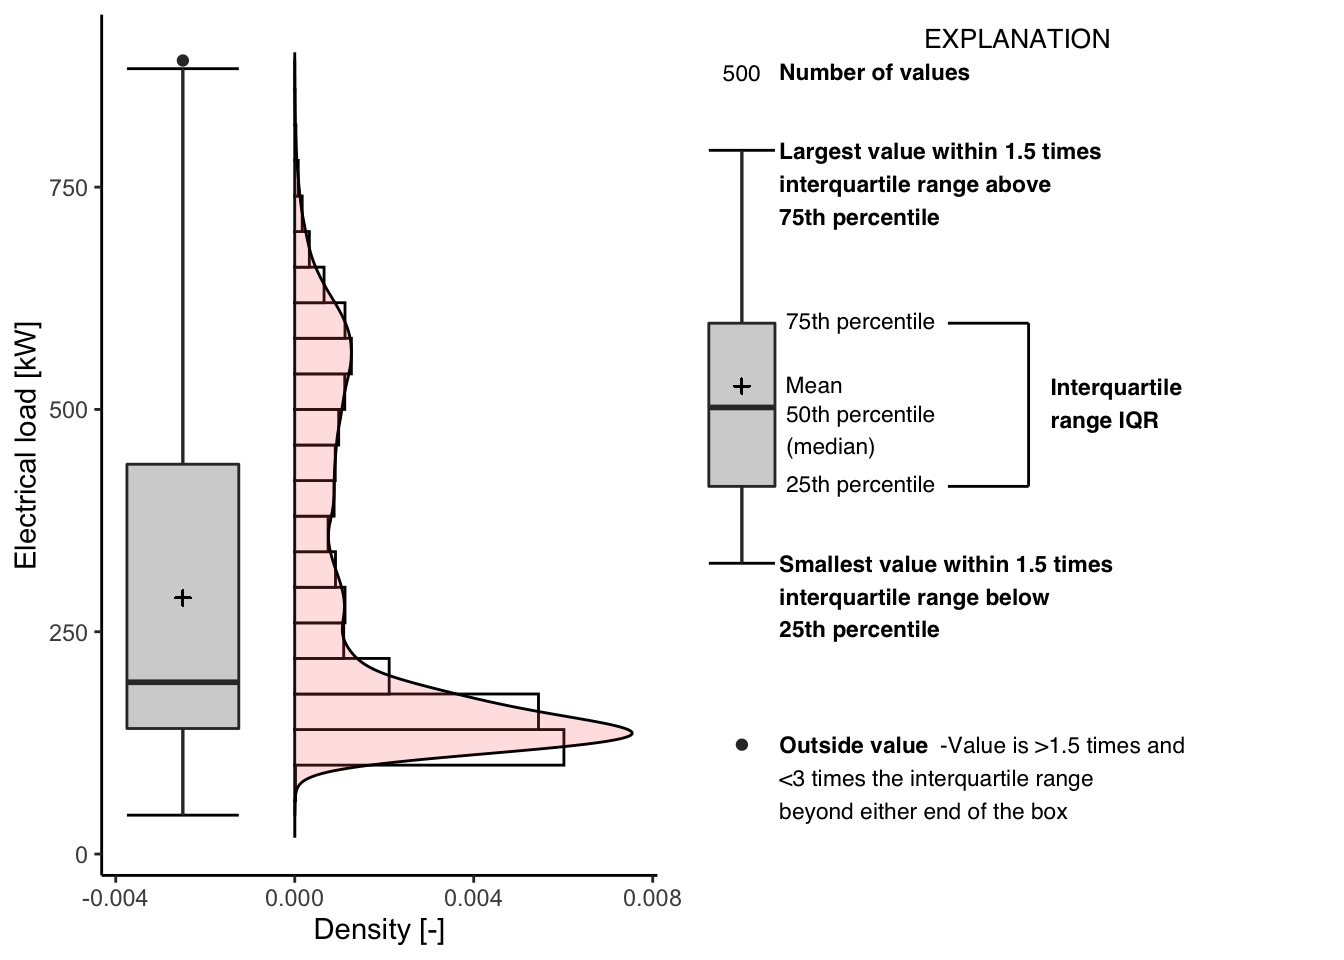 EXPLANATION
500 Number of values
Largest value within 1.5 times
interquartile range above
75th percentile
75th percentile
Mean
50th percentile
(median)
25th percentile
Interquartile
range IQR
Smallest value within 1.5 times
interquartile range below
25th percentile
Outside value -Value is >1.5 times and
<3 times the interquartile range
beyond either end of the box
Electrical load [kW]
750
500
250
0
-0.004 0.000 0.004 0.008
Density [-]